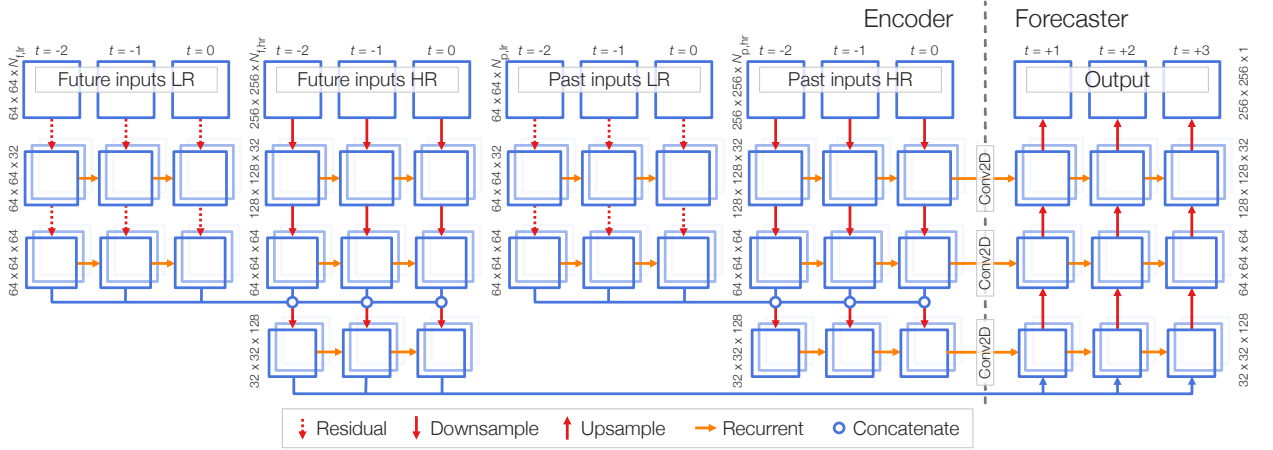 Encoder
Forecaster
t = -2
t = -1
t = 0
t = -2
t = -1
t = 0
t = -2
t = -1
t = 0
t = -2
t = -1
t = 0
t = +1
t = +2
t = +3
64 x 64 x Nf,lr
Future inputs LR
256 x 256 x Nf,hr
Future inputs HR
64 x 64 x Np,lr
Past inputs LR
256 x 256 x Np,hr
Past inputs HR
Output
256 x 256 x 1
64 x 64 x 32
128 x 128 x 32
64 x 64 x 32
128 x 128 x 32
Conv2D
128 x 128 x 32
64 x 64 x 64
64 x 64 x 64
64 x 64 x 64
64 x 64 x 64
Conv2D
64 x 64 x 64
32 x 32 x 128
32 x 32 x 128
Conv2D
32 x 32 x 128
Residual
Downsample
Upsample
Recurrent
Concatenate